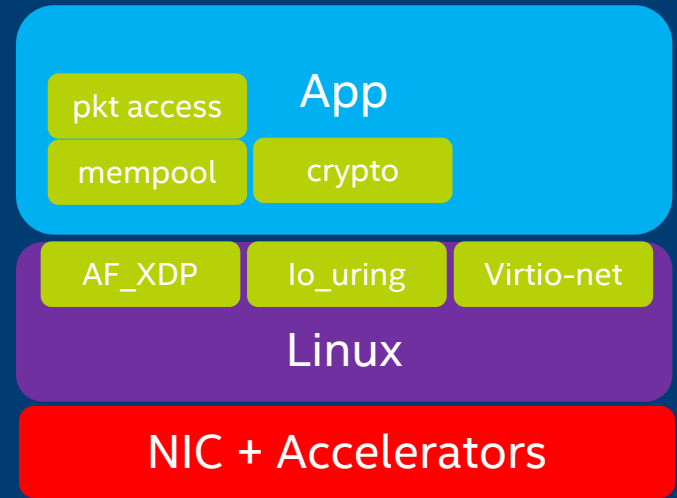 App
pkt access
mempool
crypto
AF_XDP
Io_uring
Virtio-net
Linux
NIC + Accelerators